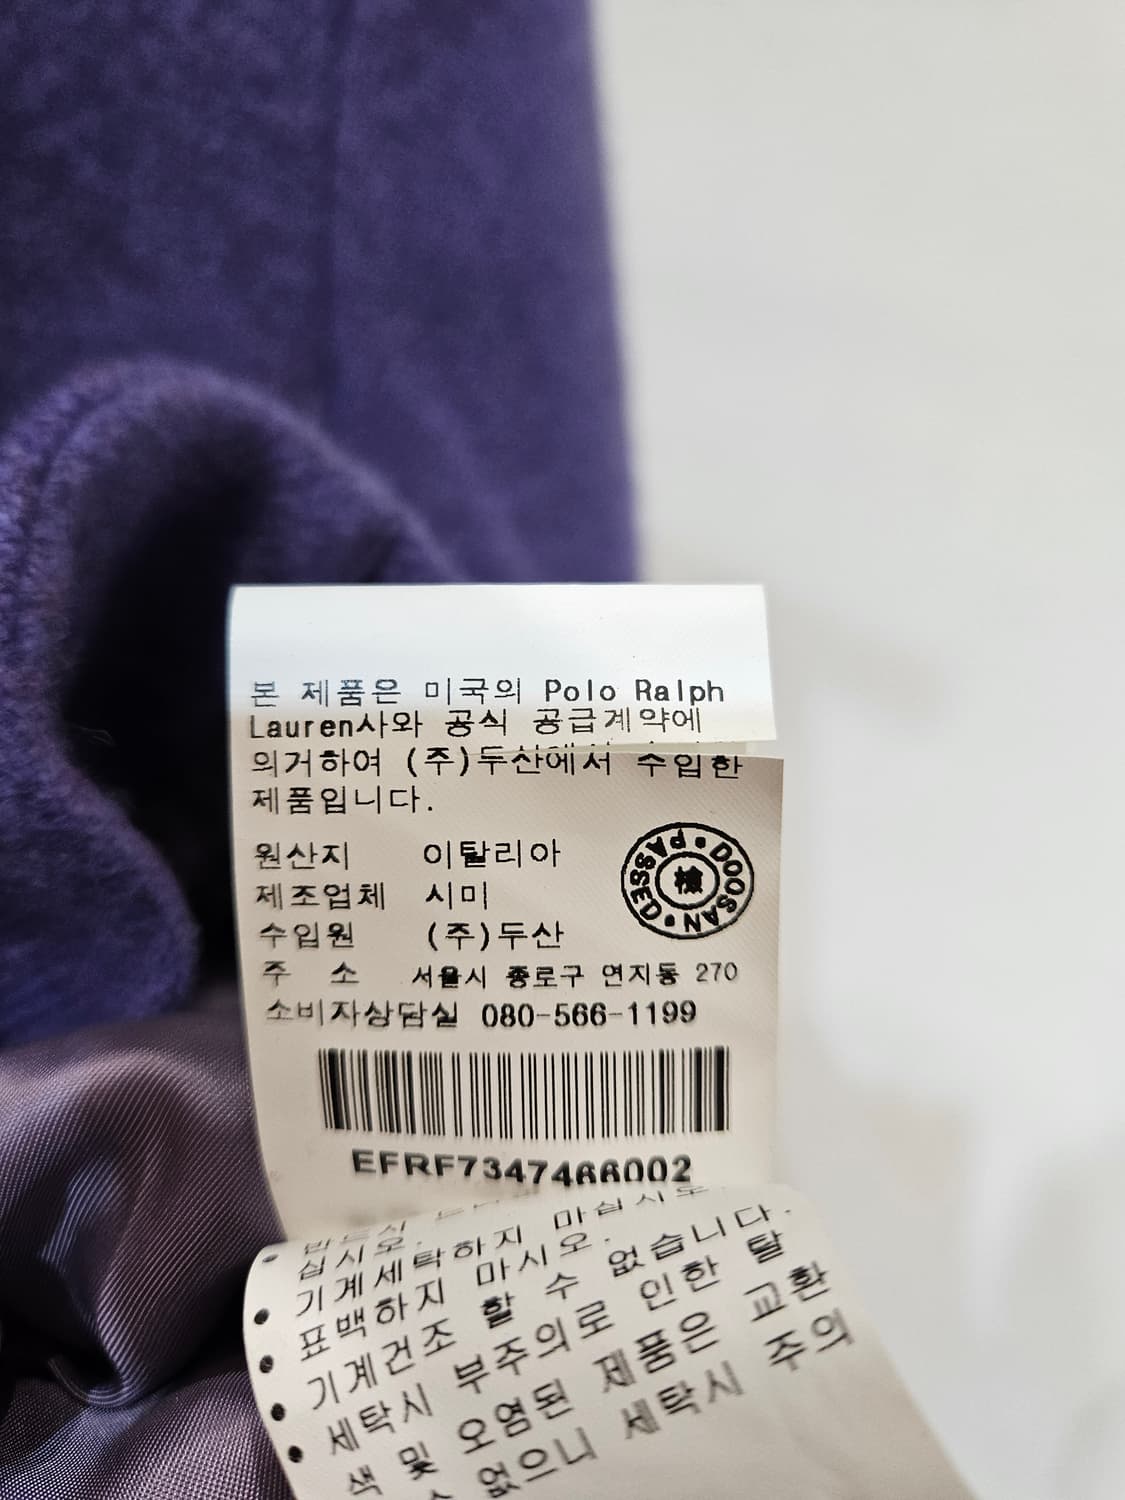 본 제품은 미국의 Polo Ralph
Lauren사와 공식 공급계약에
의거하여 (주)두산에서 수입한
제품입니다.
원산지 이탈리아
제조업체 시미
수입원 (주)두산
주 소 서울시 종로구 연지동 270
소비자상담실 080-566-1199
DOOSAN • PASSED •
檢
EFRF7347466002
십시오.
기계세탁하지 마십시오.
표백하지 마시오.
기계건조 할 수 없습니다.
세탁시 부주의로 인한 탈
색 및 오염된 제품은 교환
수 없으니 세탁시 주의